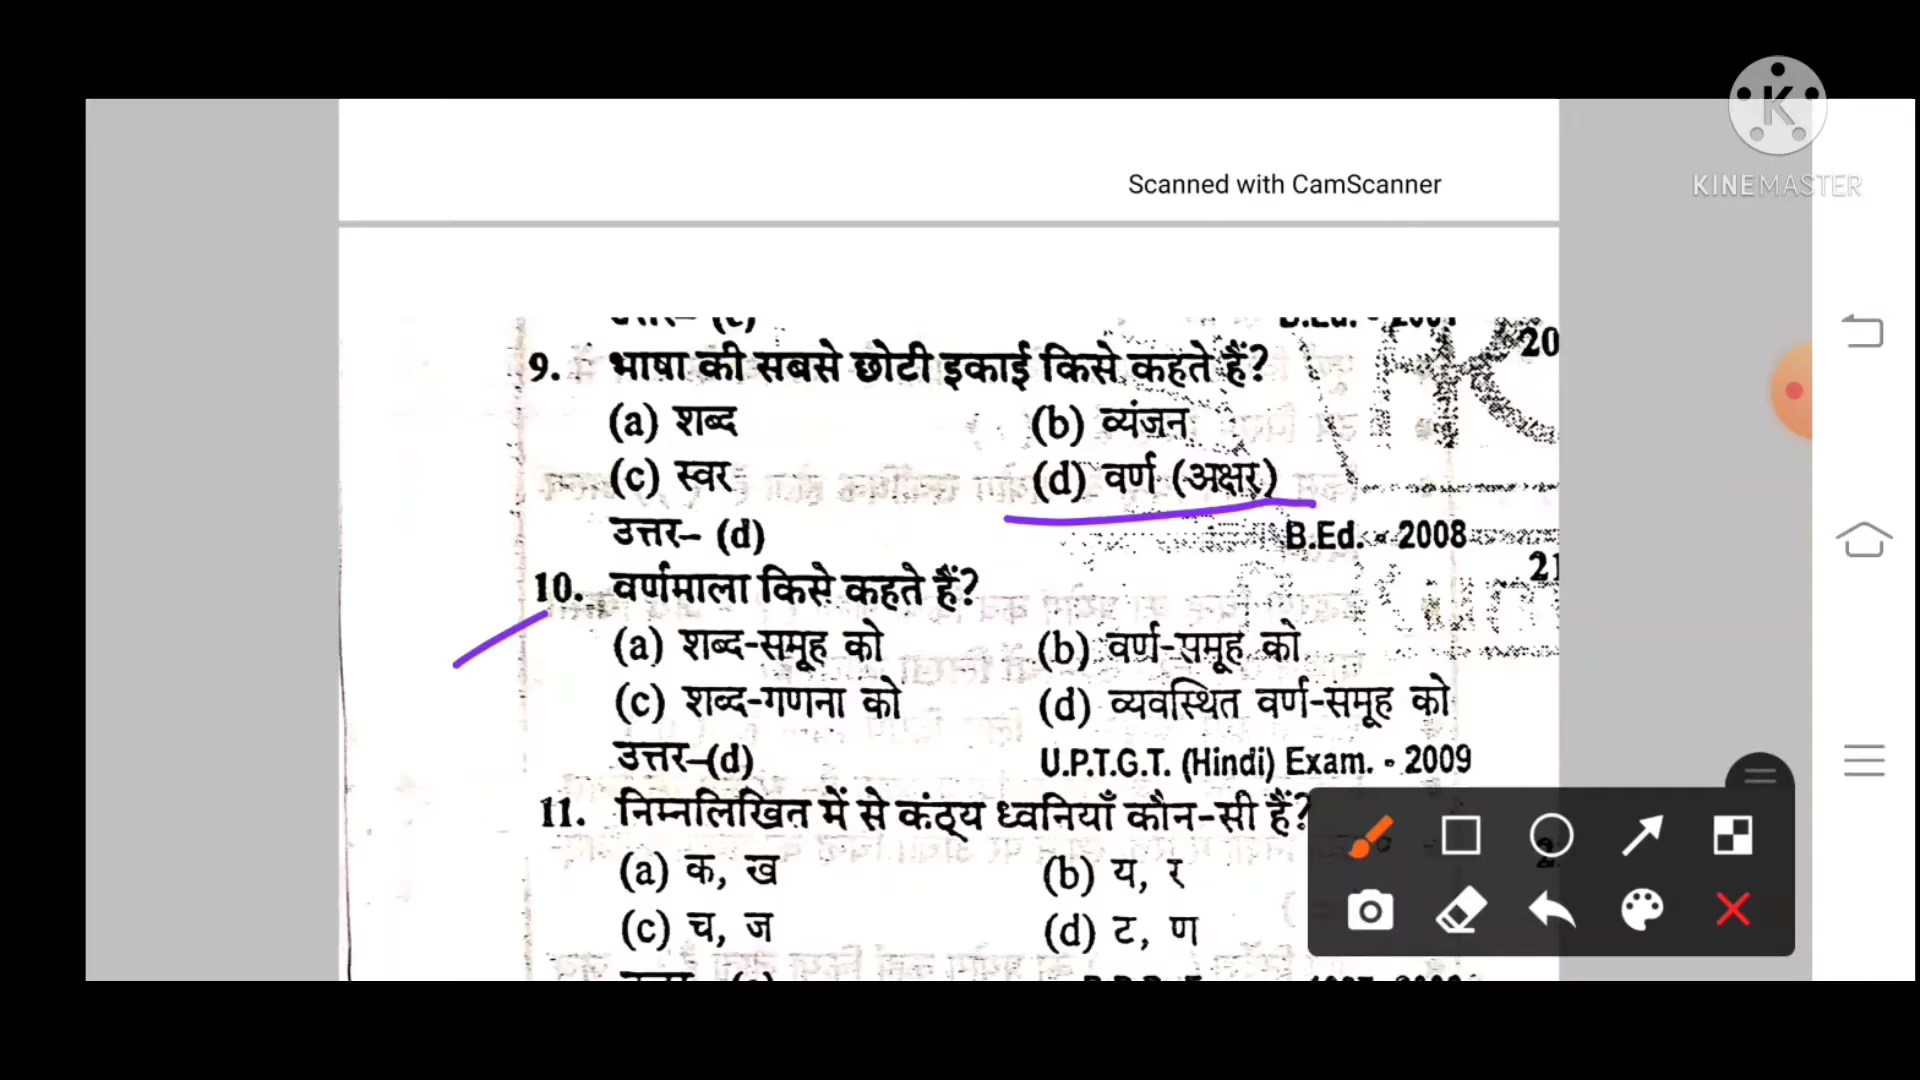 KINEMASTER
Scanned with CamScanner
20
9. भाषा की सबसे छोटी इकाई किसे कहते हैं?
(a) शब्द (b) व्यंजन
(c) स्वर (d) वर्ण (अक्षर)
उत्तर– (d) B.Ed. - 2008
21
10. वर्णमाला किसे कहते हैं?
(a) शब्द-समूह को (b) वर्ण-समूह को
(c) शब्द-गणना को (d) व्यवस्थित वर्ण-समूह को
उत्तर–(d) U.P.T.G.T. (Hindi) Exam. - 2009
11. निम्नलिखित में से कंठ्य ध्वनियाँ कौन-सी हैं?
(a) क, ख (b) य, र
(c) च, ज (d) ट, ण